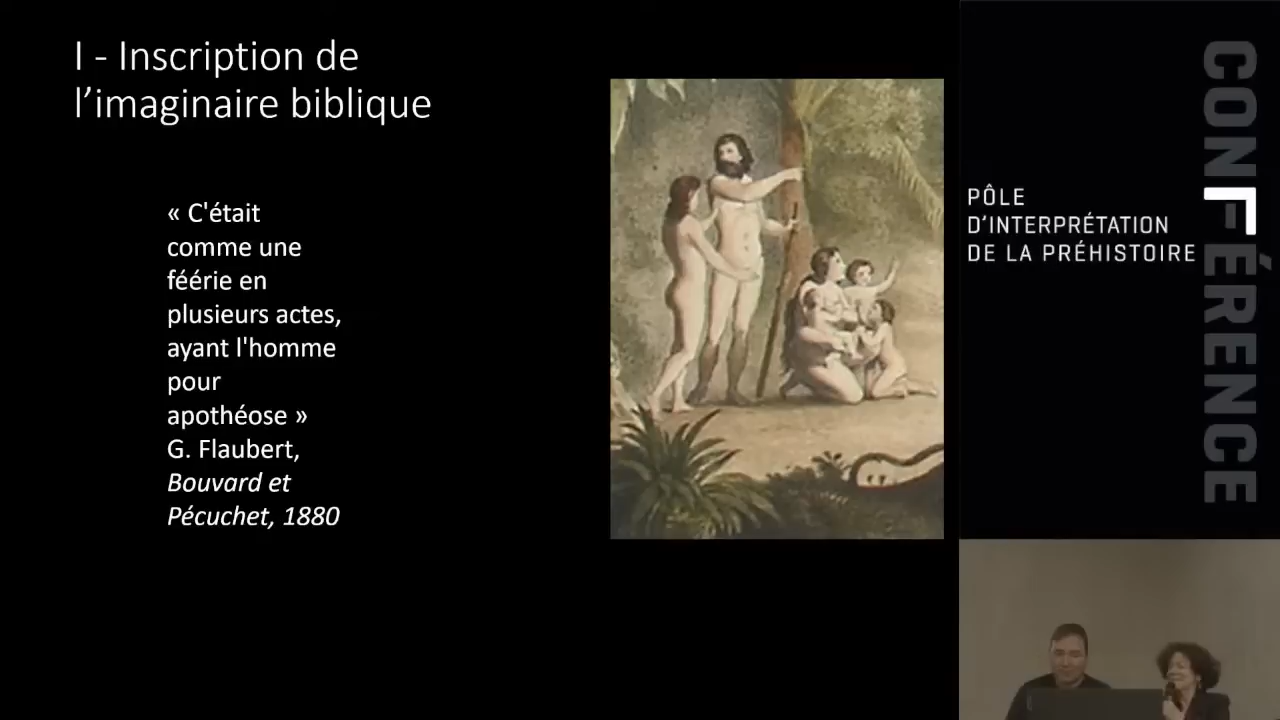 I - Inscription de
l’imaginaire biblique
« C'était
comme une
féérie en
plusieurs actes,
ayant l'homme
pour
apothéose »
G. Flaubert,
Bouvard et
Pécuchet, 1880
PÔLE
D'INTERPRÉTATION
DE LA PRÉHISTOIRE
CONFÉRENCE